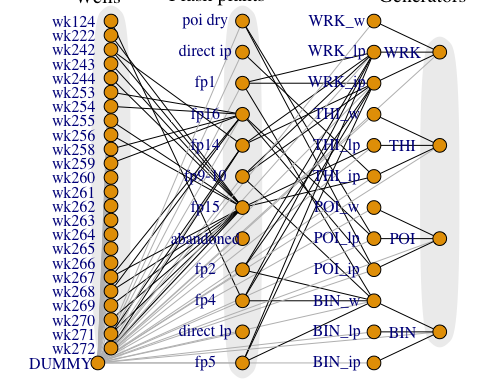 Wells
Flash plants
Generators
wk124
wk222
wk242
wk243
wk244
wk253
wk254
wk255
wk256
wk258
wk259
wk260
wk261
wk262
wk263
wk264
wk265
wk266
wk267
wk268
wk269
wk270
wk271
wk272
DUMMY
poi dry
direct ip
fp1
fp16
fp14
fp9-10
fp15
abandoned
fp2
fp4
direct lp
fp5
WRK_w
WRK_lp
WRK_ip
THI_w
THI_lp
THI_ip
POI_w
POI_lp
POI_ip
BIN_w
BIN_lp
BIN_ip
WRK
THI
POI
BIN